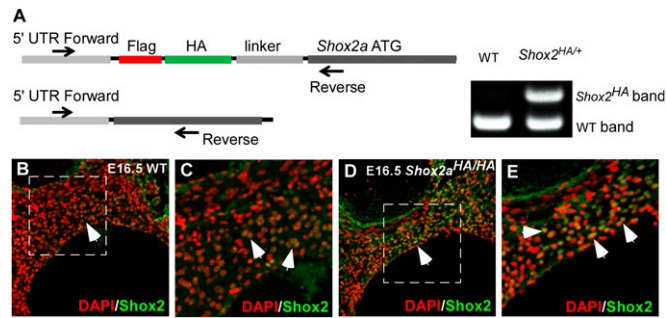 A
5' UTR Forward
Flag
HA
linker
Shox2a ATG
Reverse
5' UTR Forward
Reverse
WT
Shox2HA/+
Shox2HA band
WT band
B
E16.5 WT
DAPI/Shox2
C
DAPI/Shox2
D
E16.5 Shox2aHA/HA
DAPI/Shox2
E
DAPI/Shox2